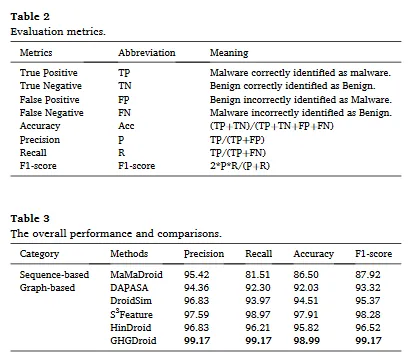 Table 2
Evaluation metrics.
Metrics Abbreviation Meaning
True Positive TP Malware correctly identified as malware.
True Negative TN Benign correctly identified as Benign.
False Positive FP Benign incorrectly identified as Malware.
False Negative FN Malware incorrectly identified as Benign.
Accuracy Acc (TP+TN)/(TP+TN+FP+FN)
Precision P TP/(TP+FP)
Recall R TP/(TP+FN)
F1-score F1-score 2*P*R/(P+R)
Table 3
The overall performance and comparisons.
Category Methods Precision Recall Accuracy F1-score
Sequence-based MaMaDroid 95.42 81.51 86.50 87.92
Graph-based DAPASA 94.36 92.30 92.03 93.32
DroidSim 96.83 93.97 94.51 95.37
S³Feature 97.59 98.97 97.91 98.28
HinDroid 96.83 96.21 95.82 96.52
GHGDroid 99.17 99.17 98.99 99.17